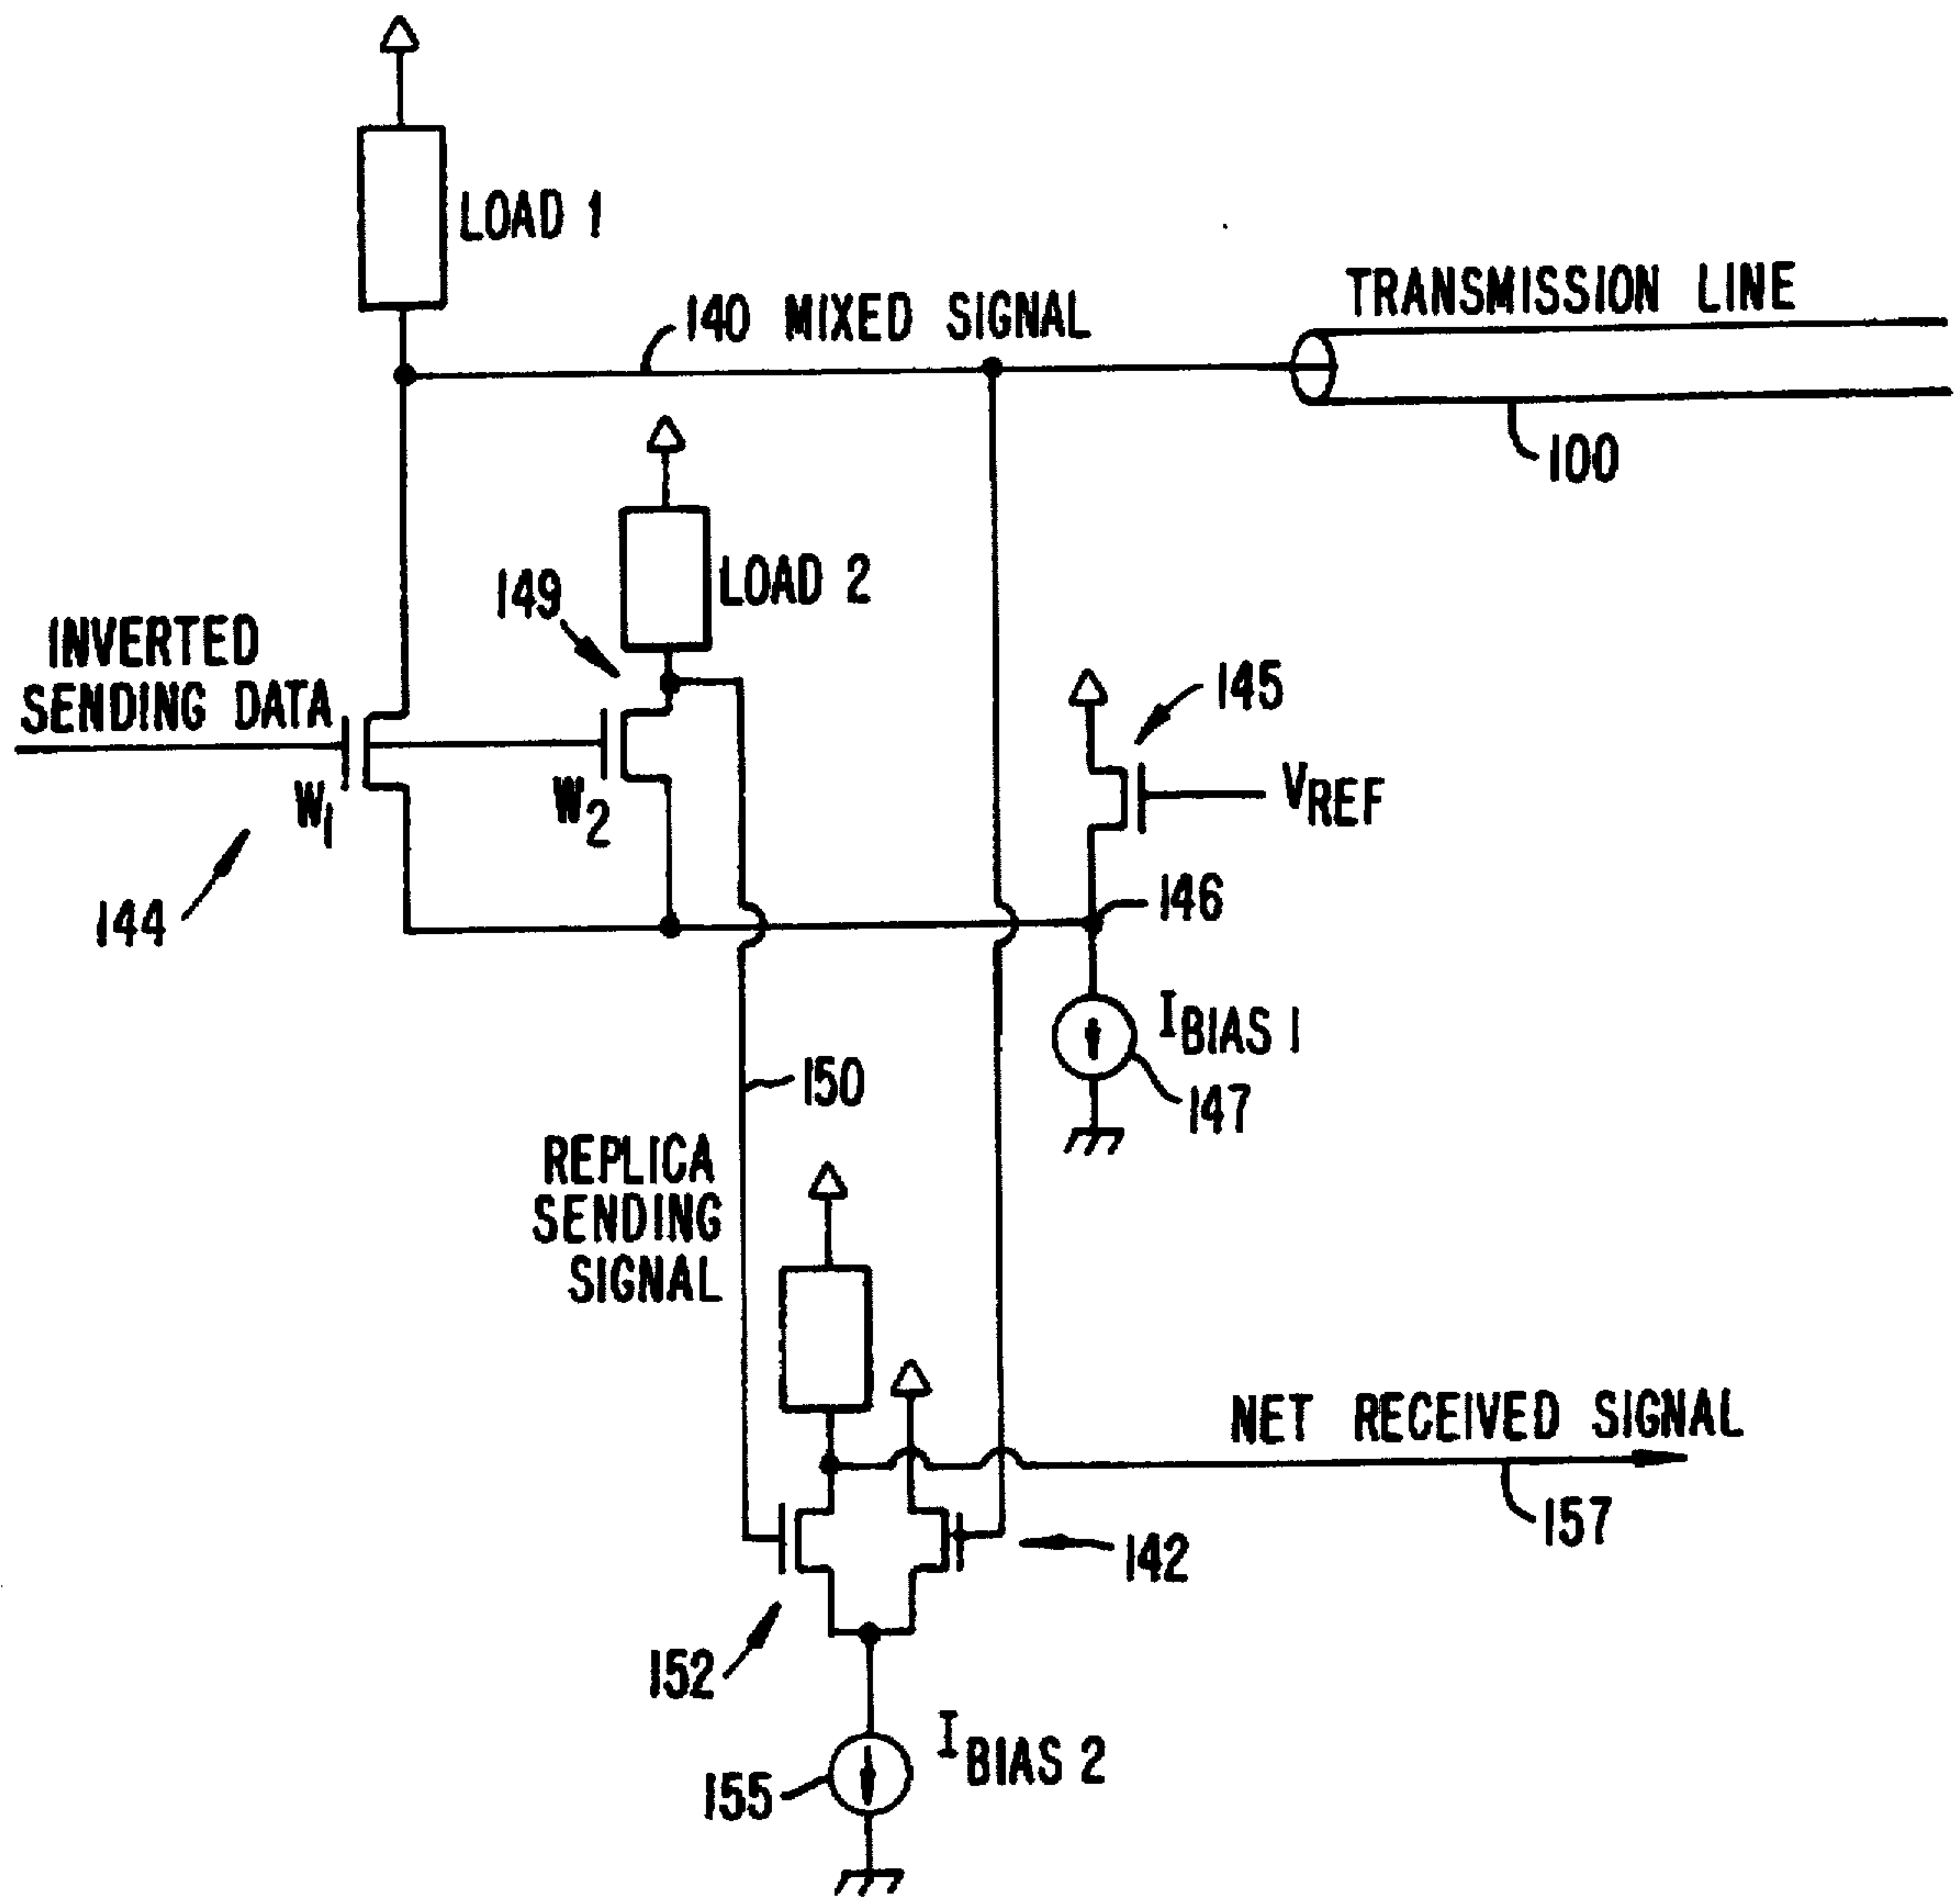 LOAD 1
140 MIXED SIGNAL
TRANSMISSION LINE
100
149
LOAD 2
INVERTED
SENDING DATA
145
W1
W2
VREF
144
146
IBIAS 1
147
150
REPLICA
SENDING
SIGNAL
NET RECEIVED SIGNAL
157
142
152
IBIAS 2
155